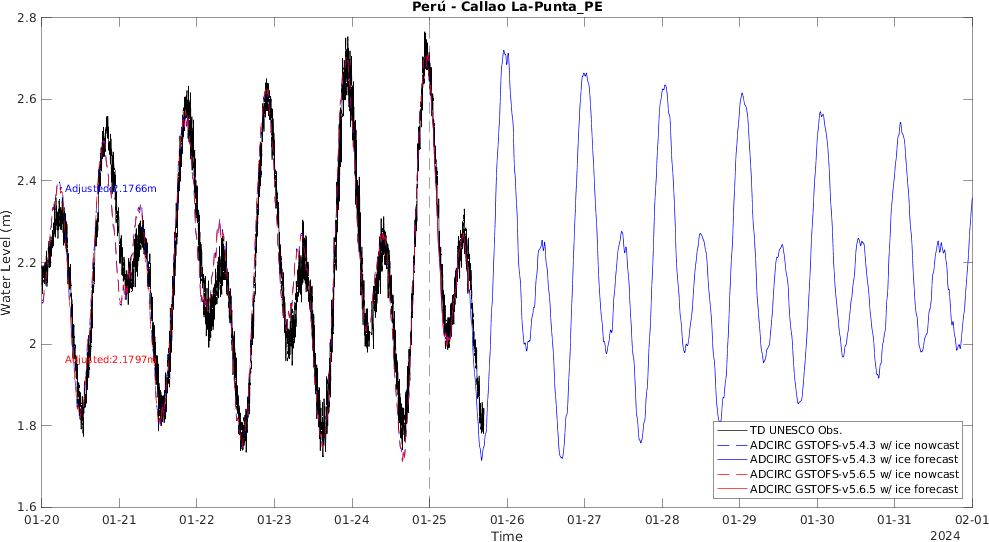 Perú - Callao La-Punta_PE
Water Level (m)
2.8
2.6
2.4
2.2
2
1.8
1.6
Adjusted:2.1766m
Adjusted:2.1797m
TD UNESCO Obs.
ADCIRC GSTOFS-v5.4.3 w/ ice nowcast
ADCIRC GSTOFS-v5.4.3 w/ ice forecast
ADCIRC GSTOFS-v5.6.5 w/ ice nowcast
ADCIRC GSTOFS-v5.6.5 w/ ice forecast
01-20 01-21 01-22 01-23 01-24 01-25 01-26 01-27 01-28 01-29 01-30 01-31 02-01
Time
2024